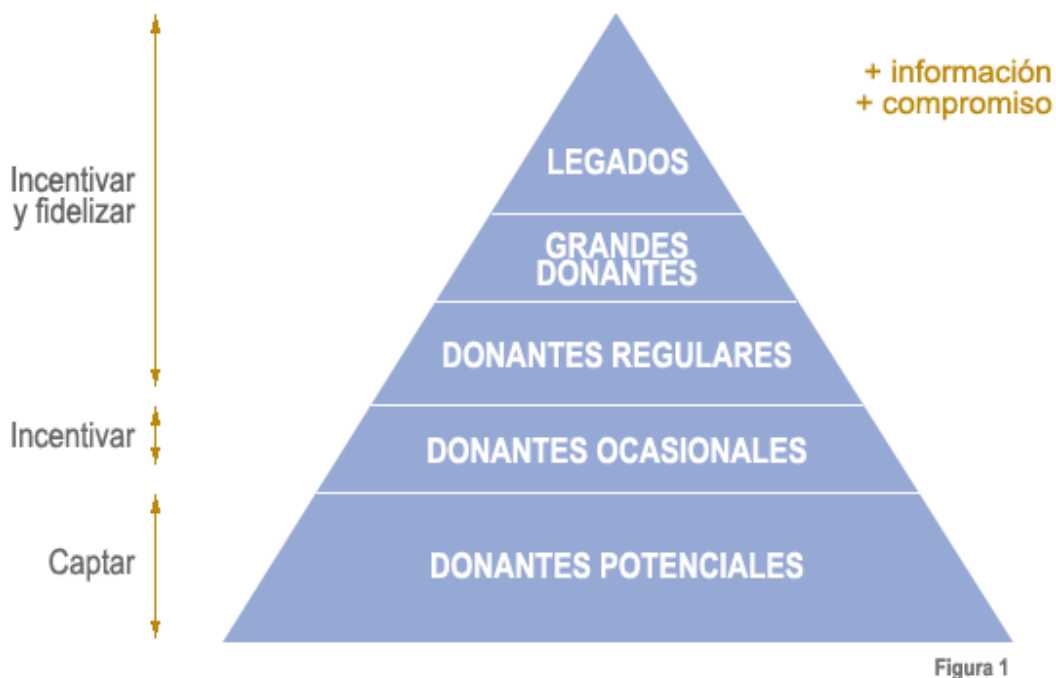 + información
+ compromiso
LEGADOS
Incentivar
y fidelizar
GRANDES
DONANTES
DONANTES REGULARES
Incentivar
DONANTES OCASIONALES
Captar
DONANTES POTENCIALES
Figura 1